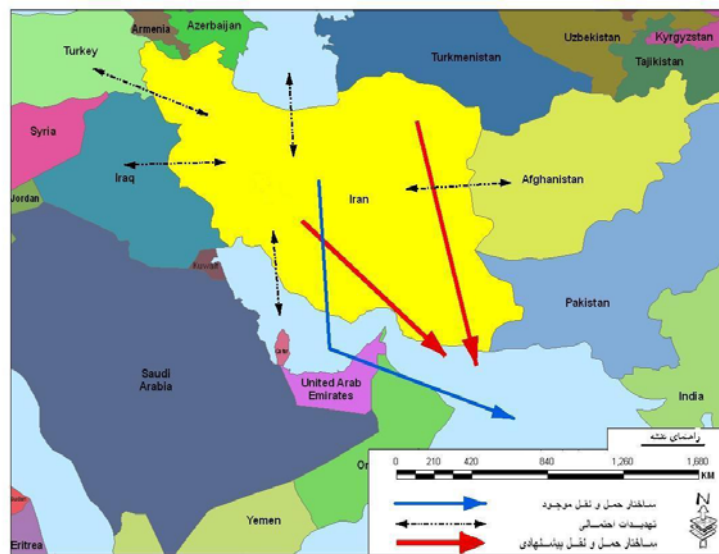 Azerbaijan
Armenia
Turkey
Uzbekistan
Kyrgyzstan
Turkmenistan
Tajikistan
Syria
Iraq
Afghanistan
Jordan
Iran
Kuwait
Pakistan
Qatar
Saudi
Arabia
United Arab
Emirates
India
راهنمای نقشه
0 210 420 840 1,260 1,680
KM
ساختار حمل و نقل موجود
N
Yemen
تهدیدات احتمالی
Eritrea
ساختار حمل و نقل پیشنهادی